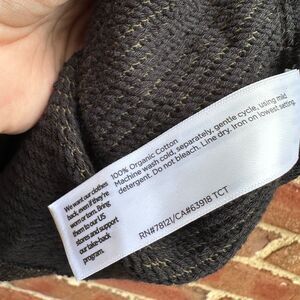 We want our clothes
back, even if they're
worn or torn. Bring
them to our US
stores and support
our take-back
program.
100% Organic Cotton
Machine wash cold, separately, gentle cycle, using mild
detergent. Do not bleach. Line dry. Iron on lowest setting
RN#78121/CA#63918 TCT